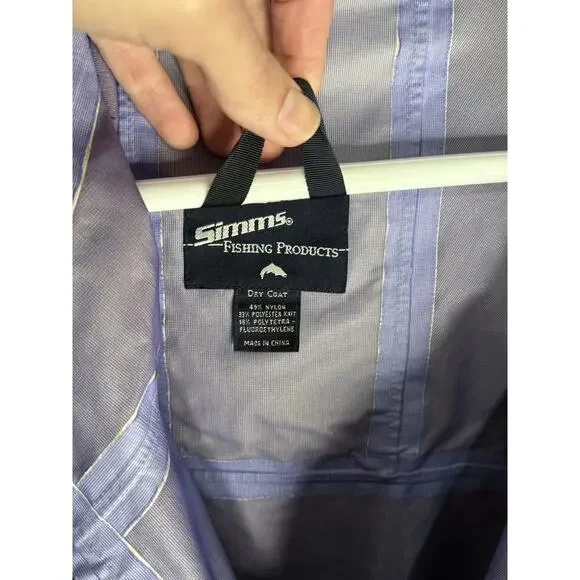 Simms®
FISHING PRODUCTS
DRY COAT
49% NYLON
33% POLYESTER KNIT
18% POLYTETRA-
FLUOROETHYLENE
MADE IN CHINA